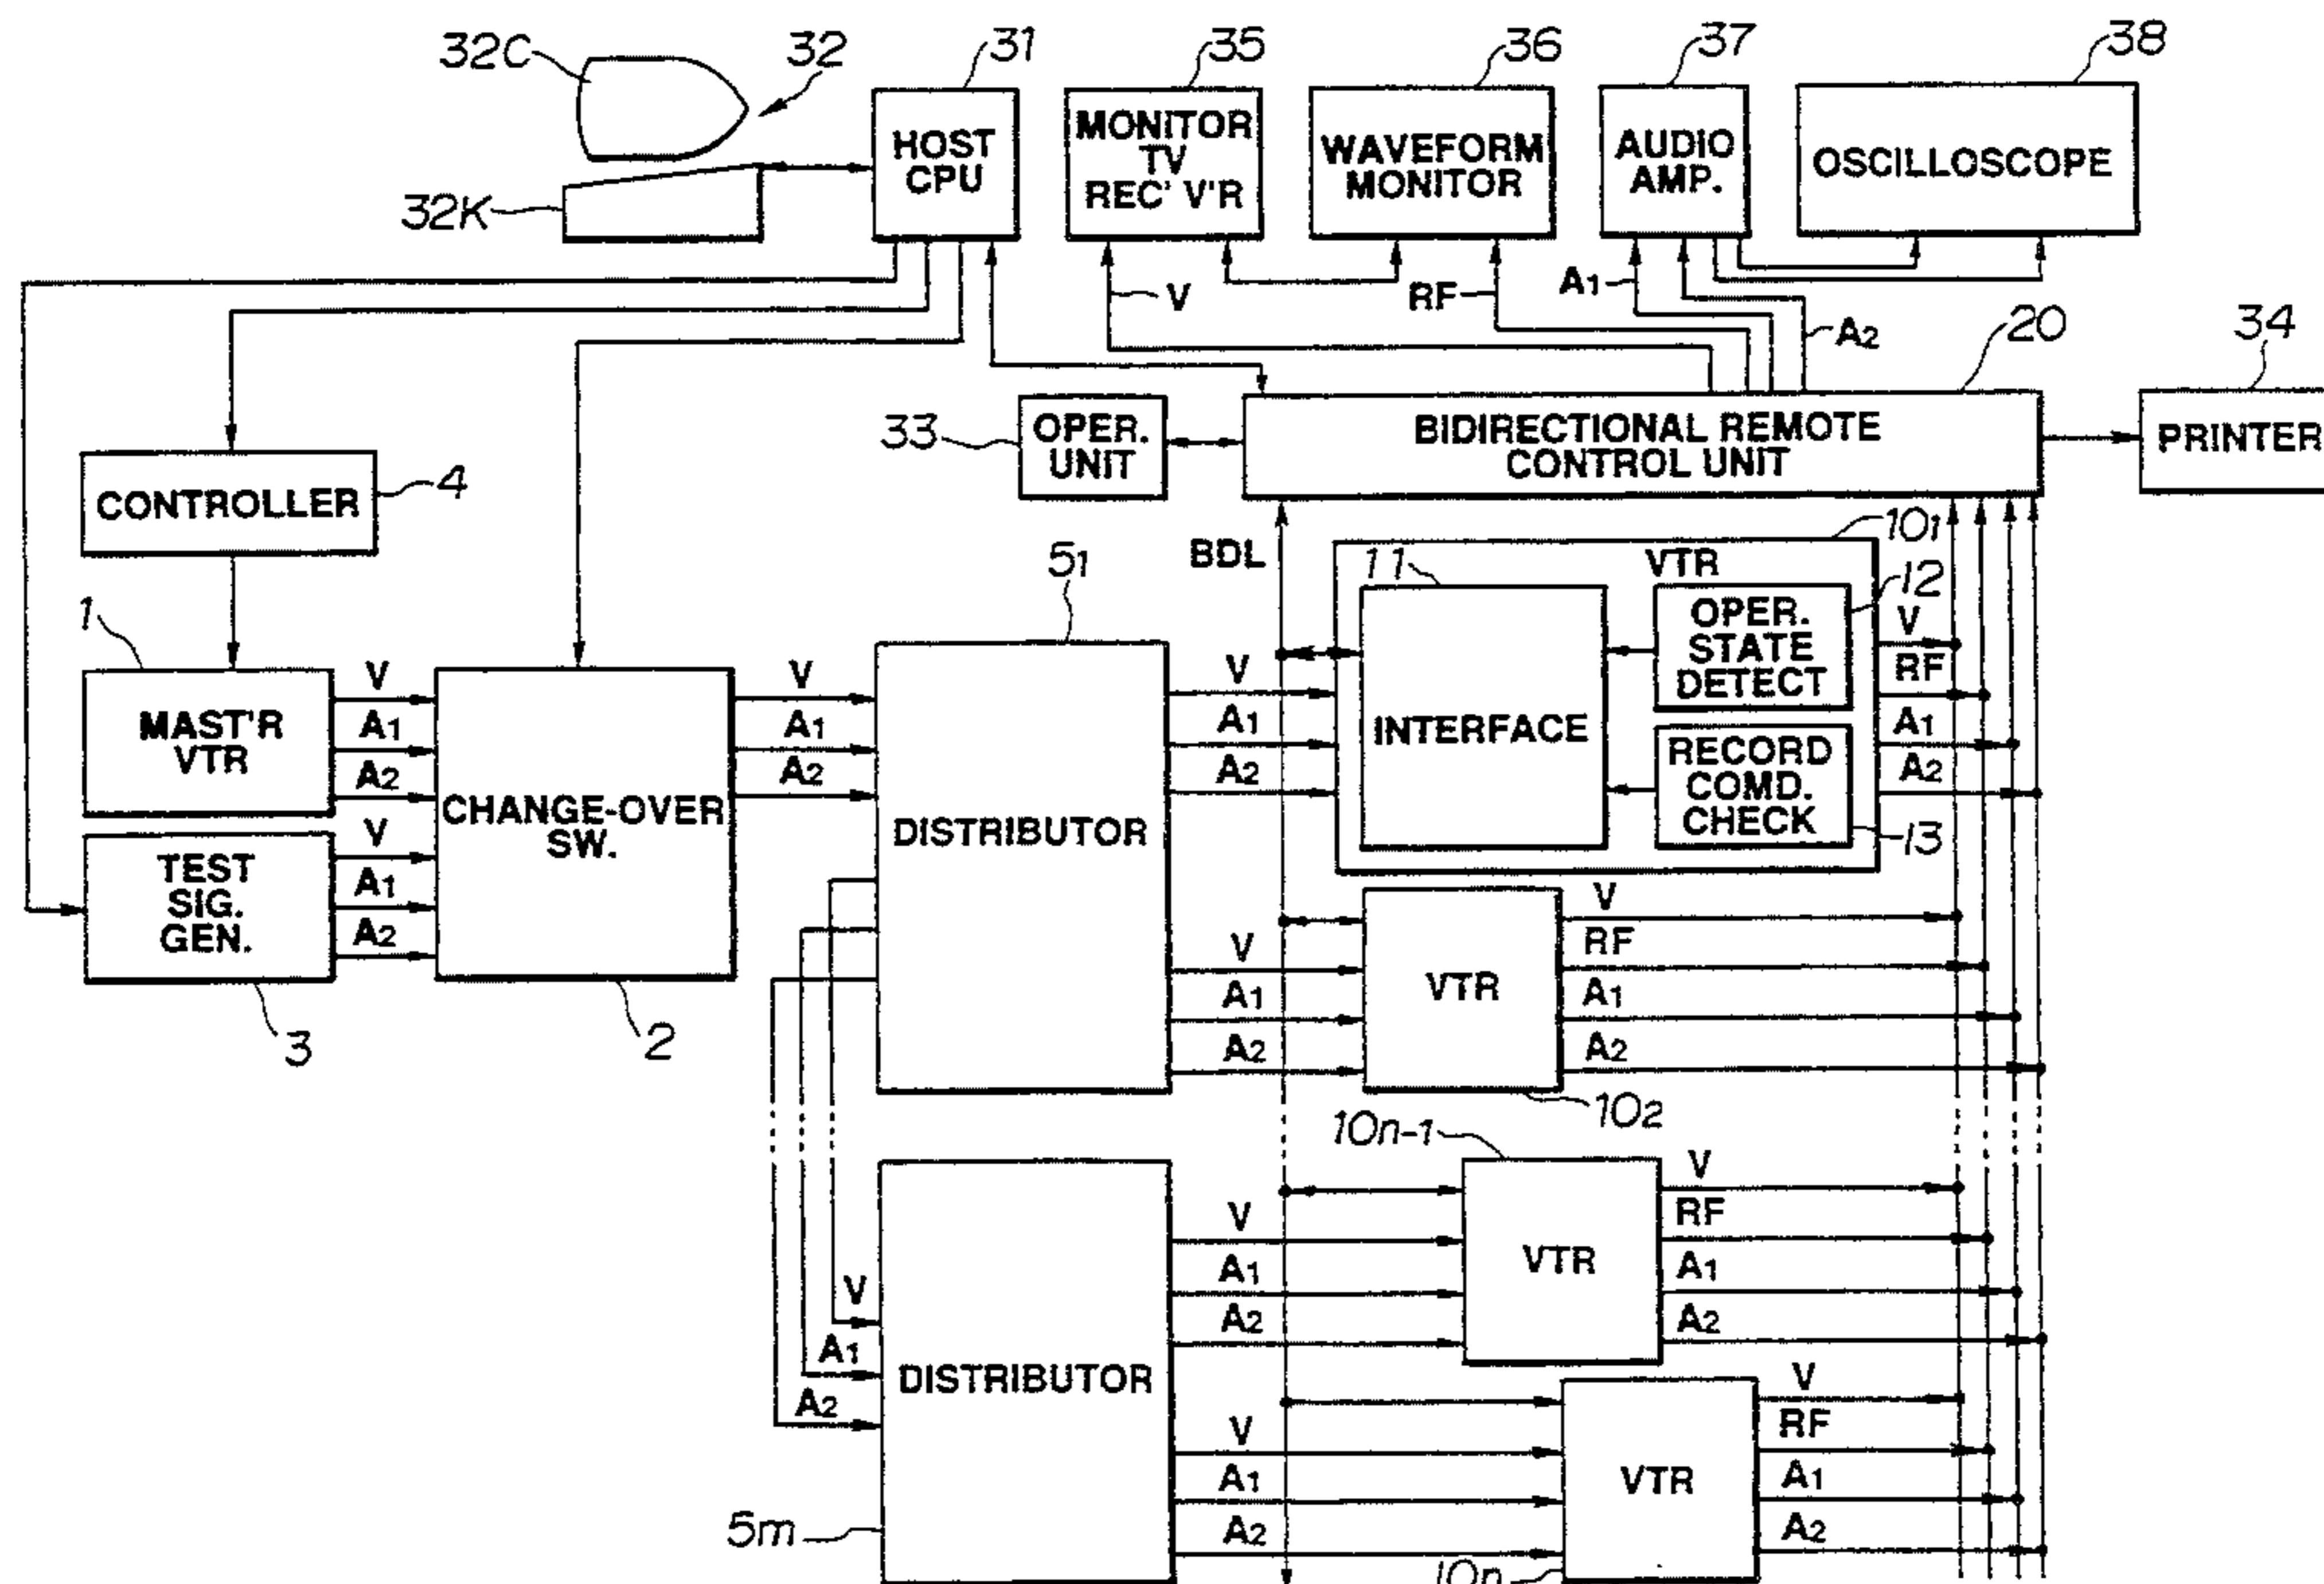 32C
32
31
35
36
37
38
32K
HOST
CPU
MONITOR
TV
REC' V'R
WAVEFORM
MONITOR
AUDIO
AMP.
OSCILLOSCOPE
V
RF
A1
A2
20
34
33
OPER.
UNIT
BIDIRECTIONAL REMOTE
CONTROL UNIT
PRINTER
CONTROLLER
4
BDL
101
11
VTR
12
OPER.
STATE
DETECT
INTERFACE
RECORD
COMD.
CHECK
13
V
RF
A1
A2
1
MAST'R
VTR
V
A1
A2
TEST
SIG.
GEN.
V
A1
A2
3
CHANGE-OVER
SW.
2
V
A1
A2
51
DISTRIBUTOR
V
A1
A2
V
A1
A2
VTR
102
V
RF
A1
A2
10n-1
V
A1
A2
DISTRIBUTOR
5m
V
A1
A2
VTR
V
RF
A1
A2
V
A1
A2
VTR
10n
V
RF
A1
A2